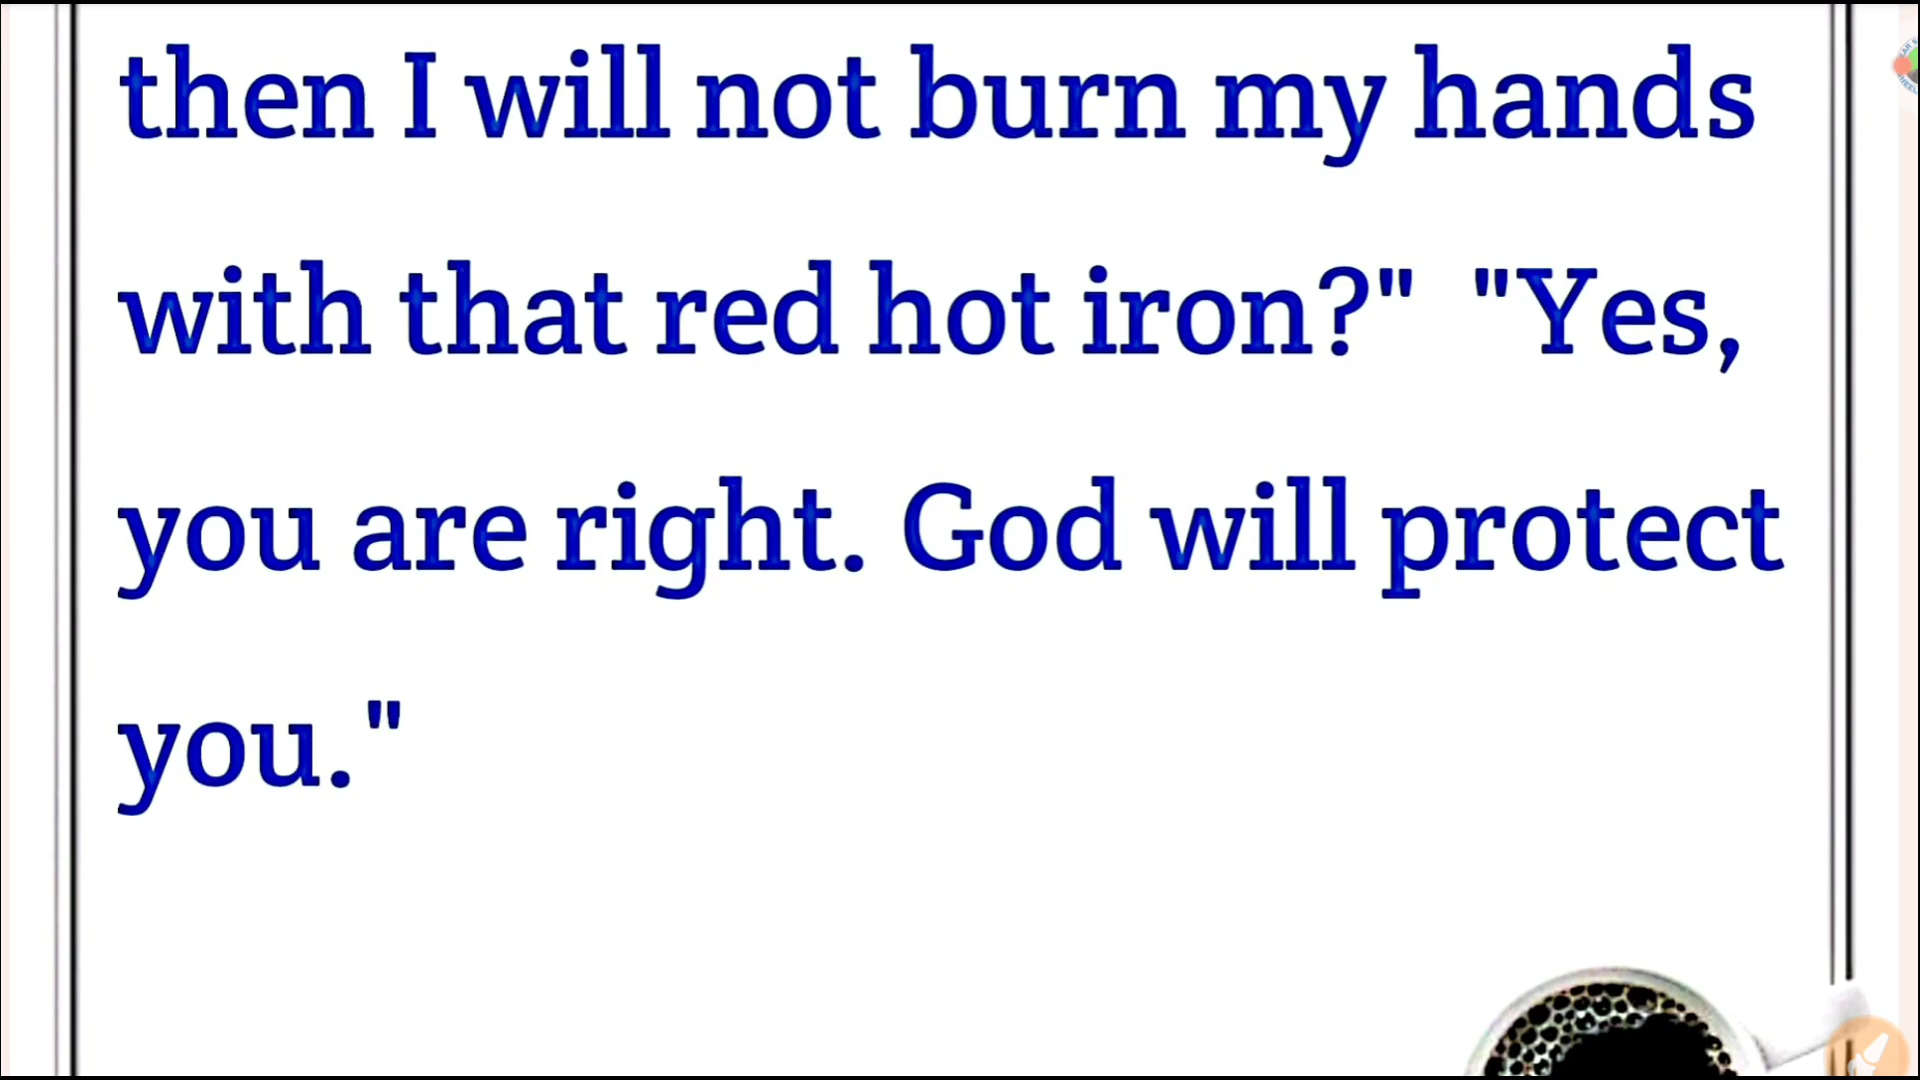 then I will not burn my hands
with that red hot iron?" "Yes,
you are right. God will protect
you."